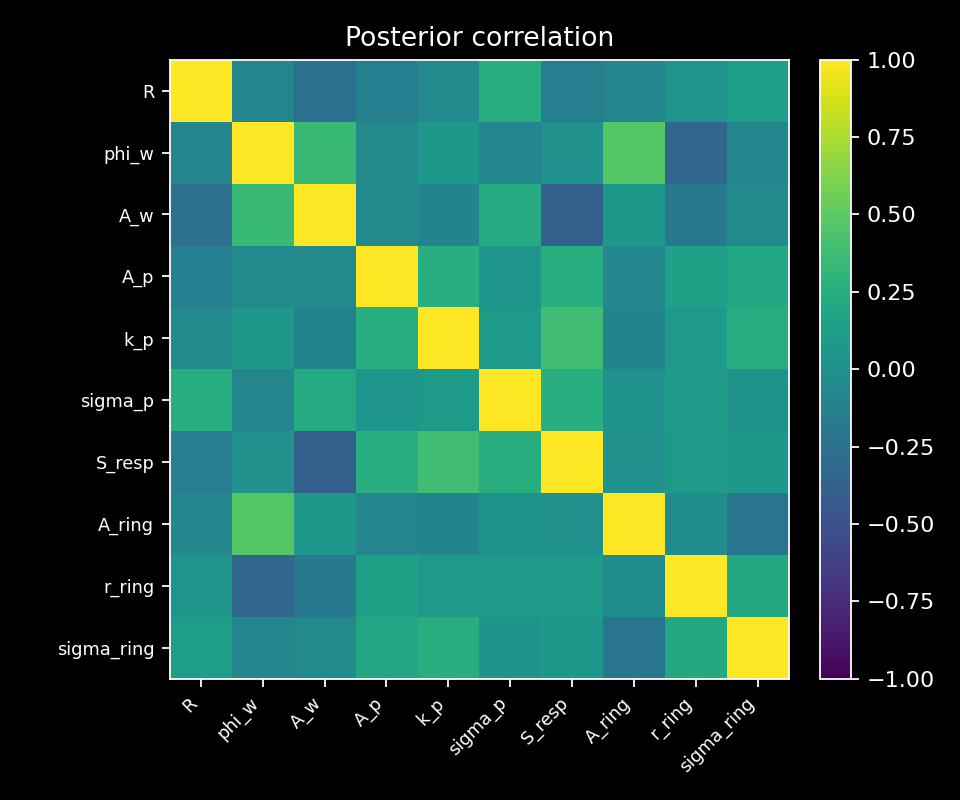 Posterior correlation
R
phi_w
A_w
A_p
k_p
sigma_p
S_resp
A_ring
r_ring
sigma_ring
R
phi_w
A_w
A_p
k_p
sigma_p
S_resp
A_ring
r_ring
sigma_ring
1.00
0.75
0.50
0.25
0.00
−0.25
−0.50
−0.75
−1.00